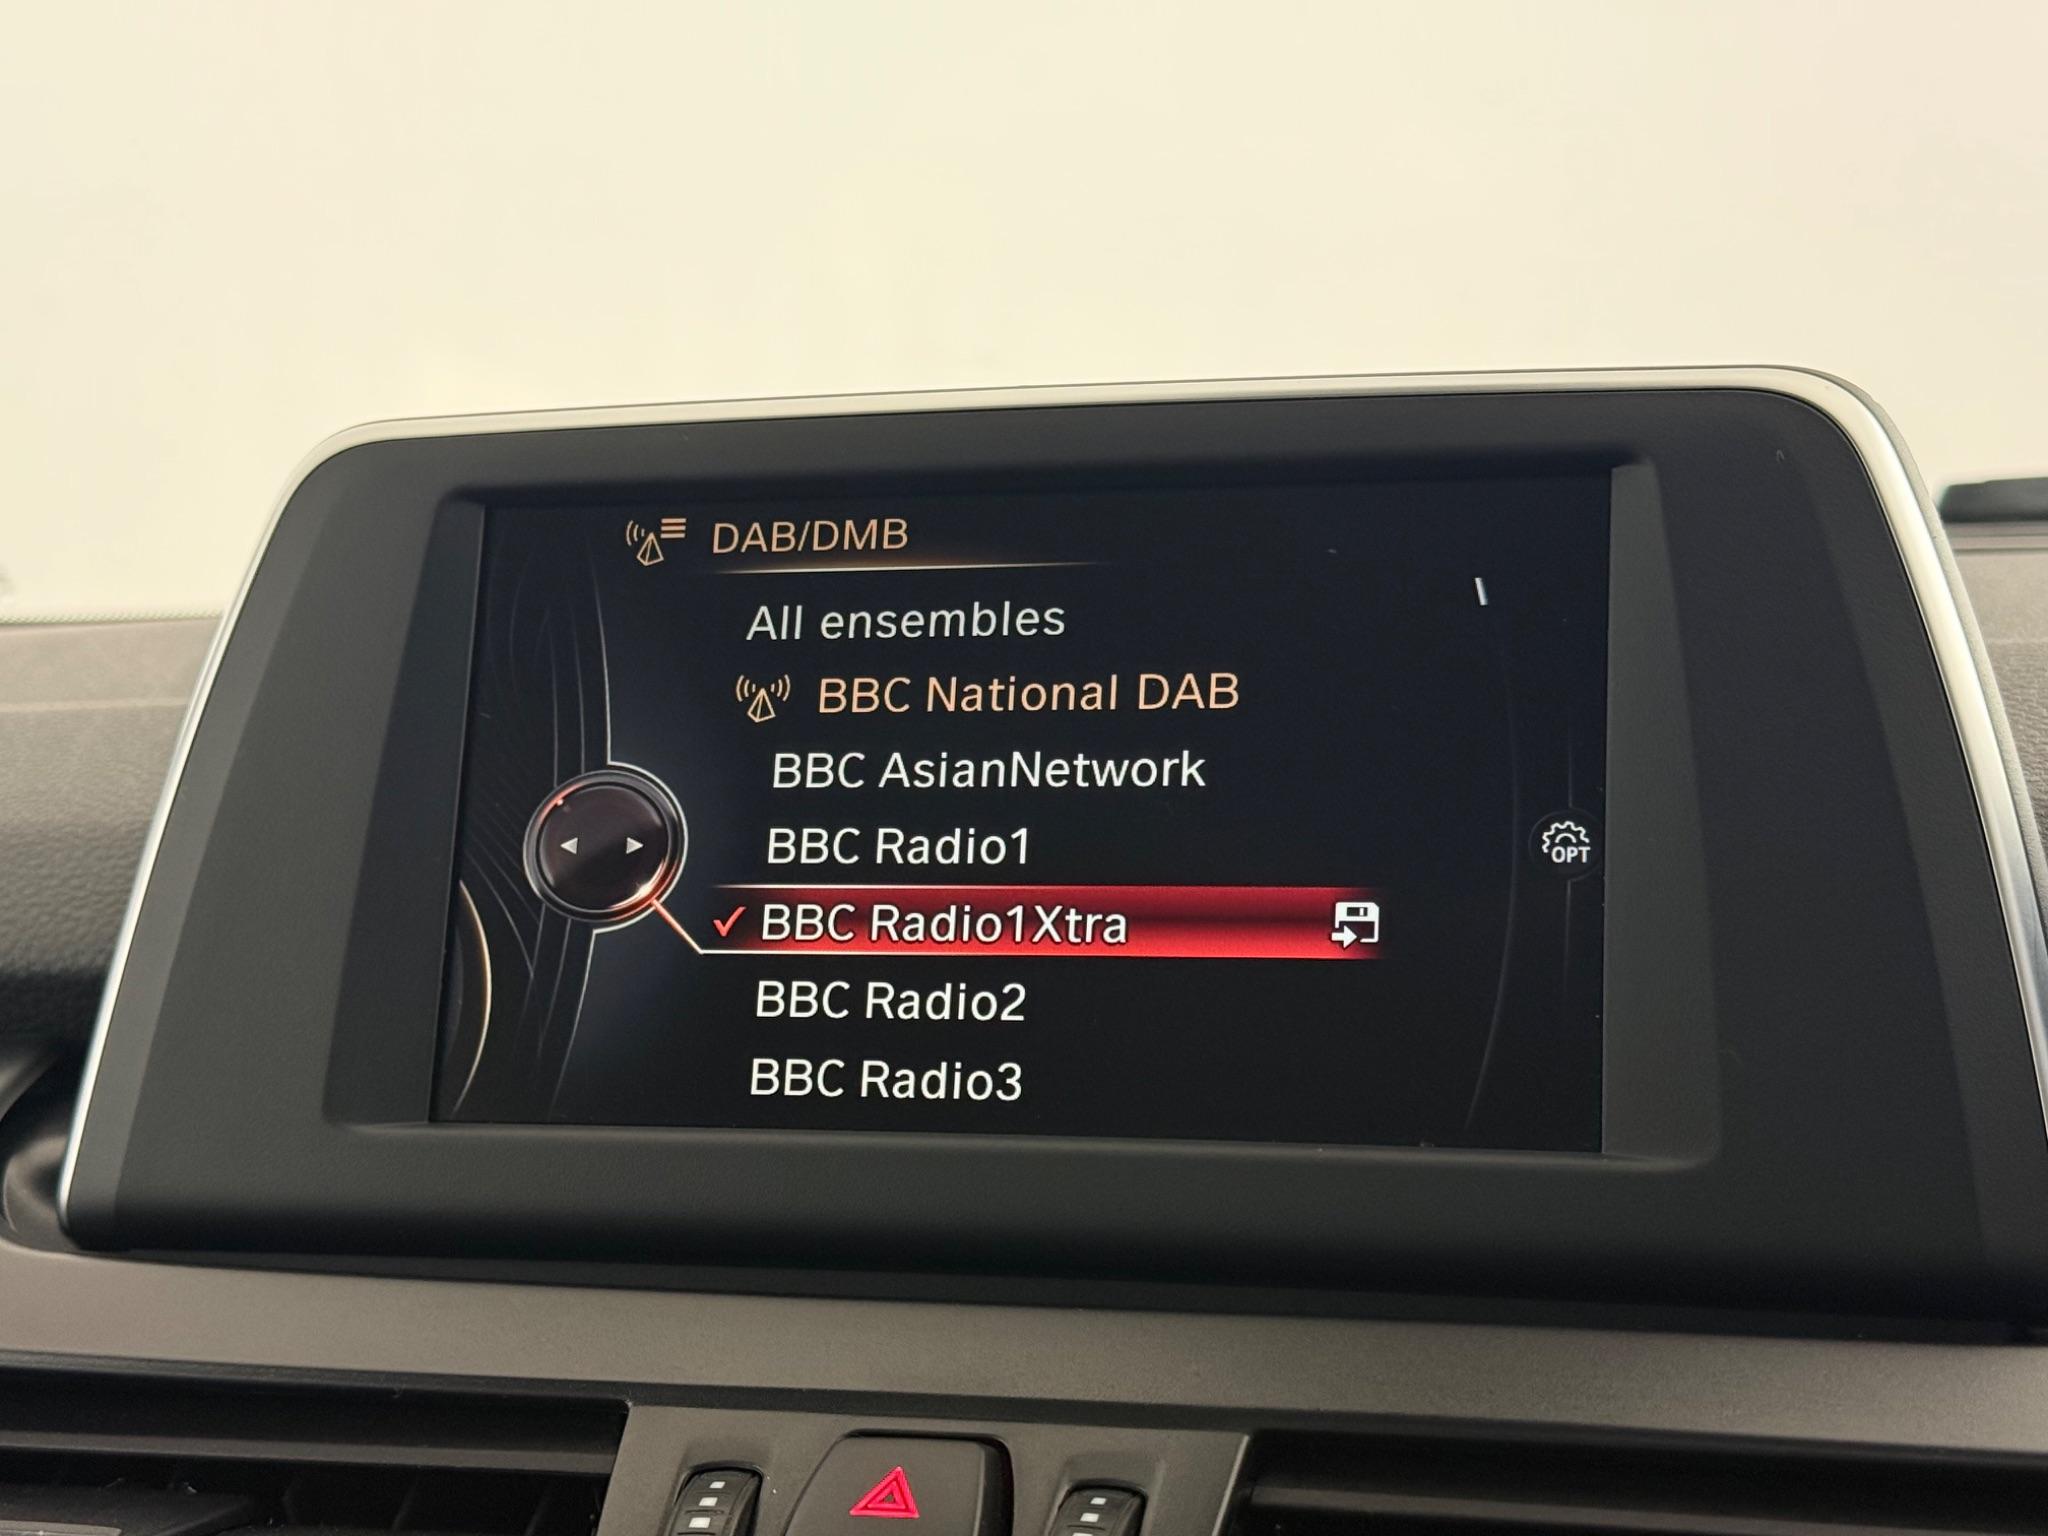 DAB/DMB
All ensembles
BBC National DAB
BBC AsianNetwork
BBC Radio1
OPT
BBC Radio1Xtra
BBC Radio2
BBC Radio3